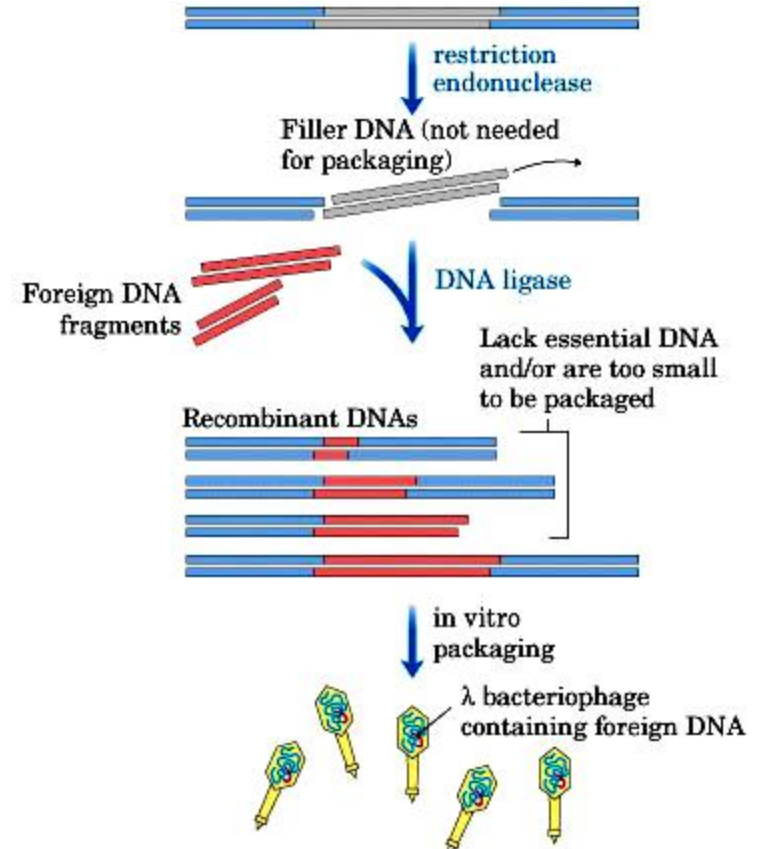 restriction
endonuclease
Filler DNA (not needed
for packaging)
DNA ligase
Foreign DNA
fragments
Lack essential DNA
and/or are too small
to be packaged
Recombinant DNAs
in vitro
packaging
λ bacteriophage
containing foreign DNA